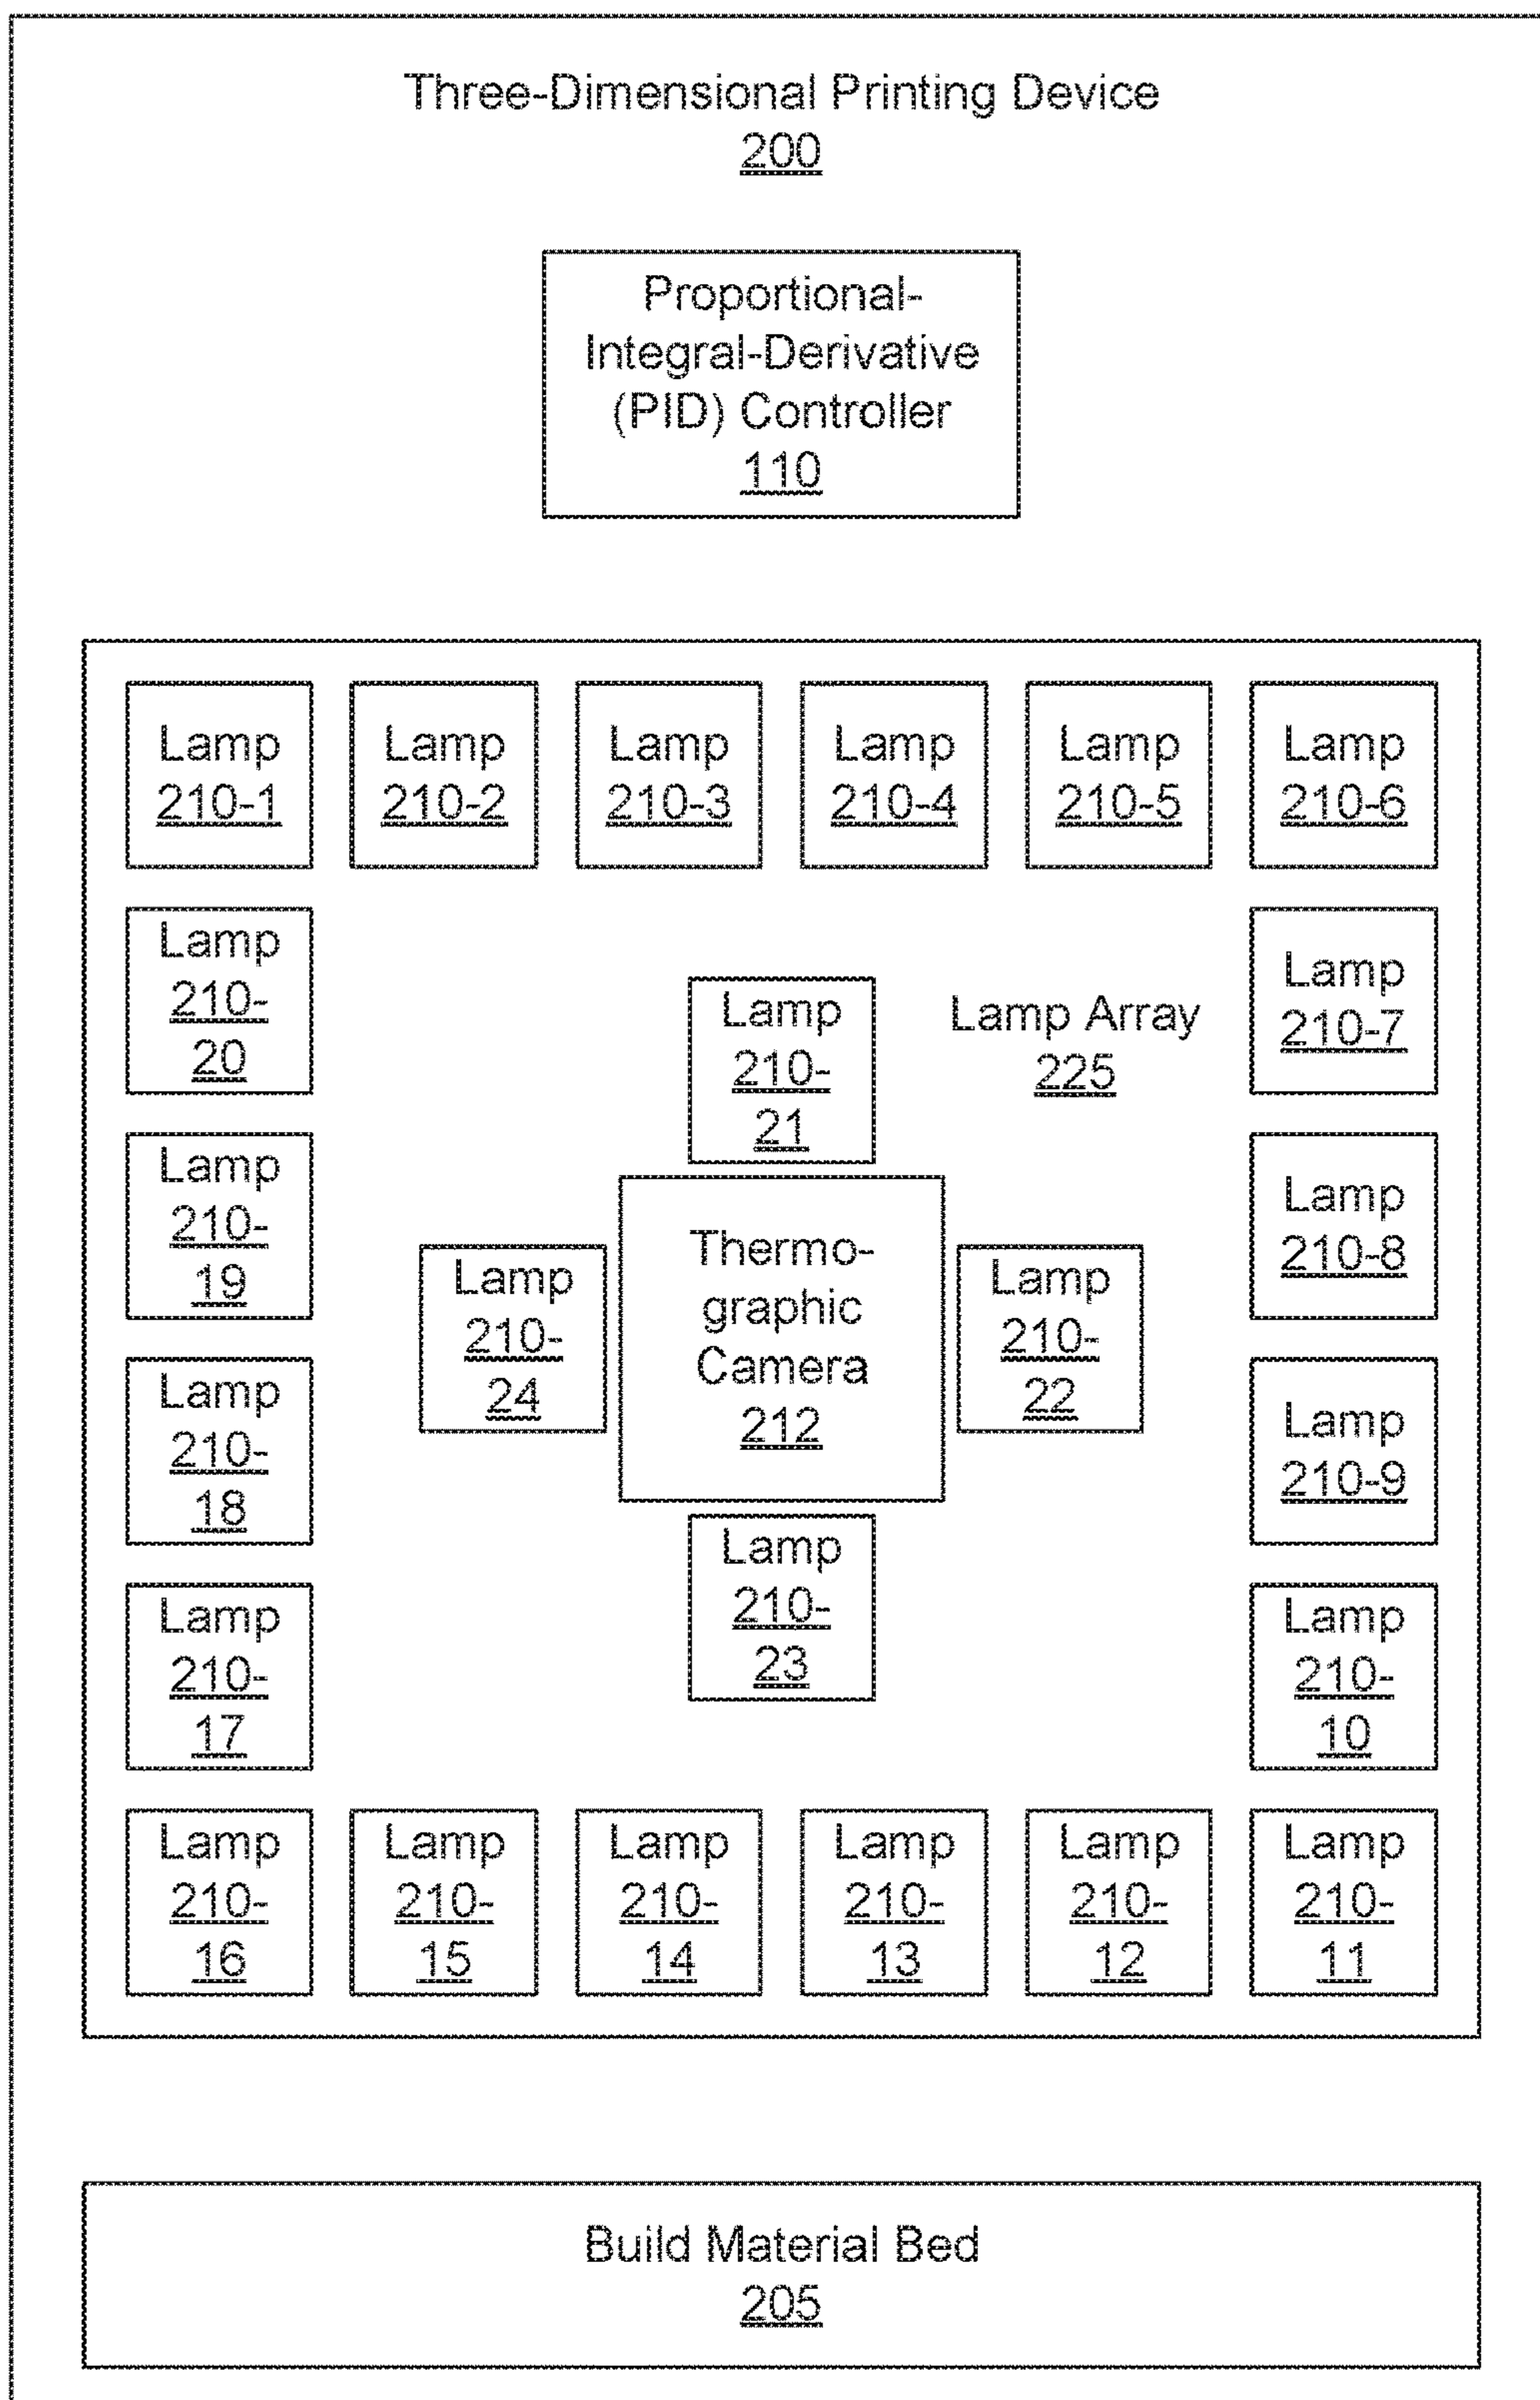 Three-Dimensional Printing Device
200
Proportional-
Integral-Derivative
(PID) Controller
110
Lamp
210-1
Lamp
210-2
Lamp
210-3
Lamp
210-4
Lamp
210-5
Lamp
210-6
Lamp
210-
20
Lamp
210-
21
Lamp Array
225
Lamp
210-7
Lamp
210-
19
Lamp
210-
24
Thermo-
graphic
Camera
212
Lamp
210-
22
Lamp
210-8
Lamp
210-
18
Lamp
210-9
Lamp
210-
23
Lamp
210-
17
Lamp
210-
10
Lamp
210-
16
Lamp
210-
15
Lamp
210-
14
Lamp
210-
13
Lamp
210-
12
Lamp
210-
11
Build Material Bed
205